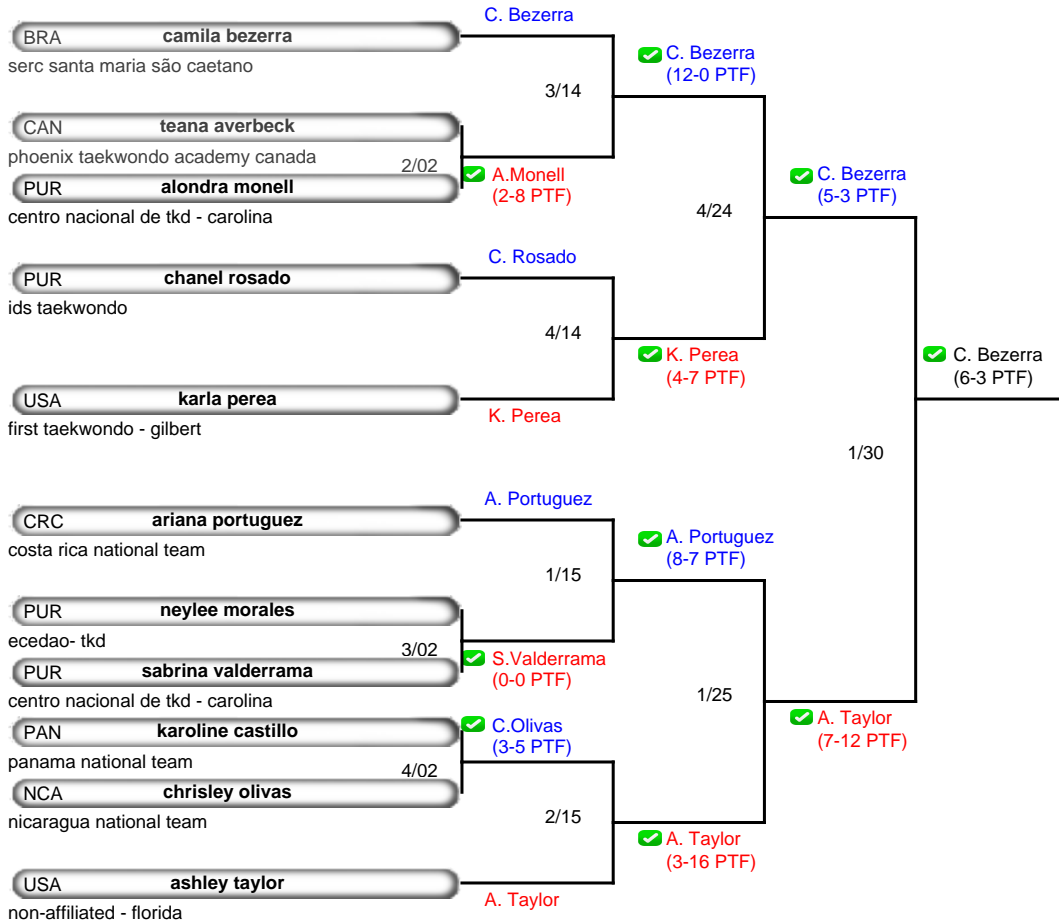 C. Bezerra
BRA camila bezerra
serc santa maria são caetano
C. Bezerra
(12-0 PTF)
3/14
CAN teana averbeck
phoenix taekwondo academy canada
2/02
A.Monell
(2-8 PTF)
PUR alondra monell
centro nacional de tkd - carolina
C. Bezerra
(5-3 PTF)
4/24
C. Rosado
PUR chanel rosado
ids taekwondo
4/14
K. Perea
(4-7 PTF)
C. Bezerra
(6-3 PTF)
USA karla perea
K. Perea
first taekwondo - gilbert
1/30
A. Portuguez
CRC ariana portuguez
costa rica national team
A. Portuguez
(8-7 PTF)
1/15
PUR neylee morales
ecedao- tkd
3/02
S.Valderrama
(0-0 PTF)
PUR sabrina valderrama
centro nacional de tkd - carolina
1/25
A. Taylor
(7-12 PTF)
PAN karoline castillo
C.Olivas
(3-5 PTF)
panama national team
4/02
NCA chrisley olivas
nicaragua national team
2/15
A. Taylor
(3-16 PTF)
USA ashley taylor
A. Taylor
non-affiliated - florida